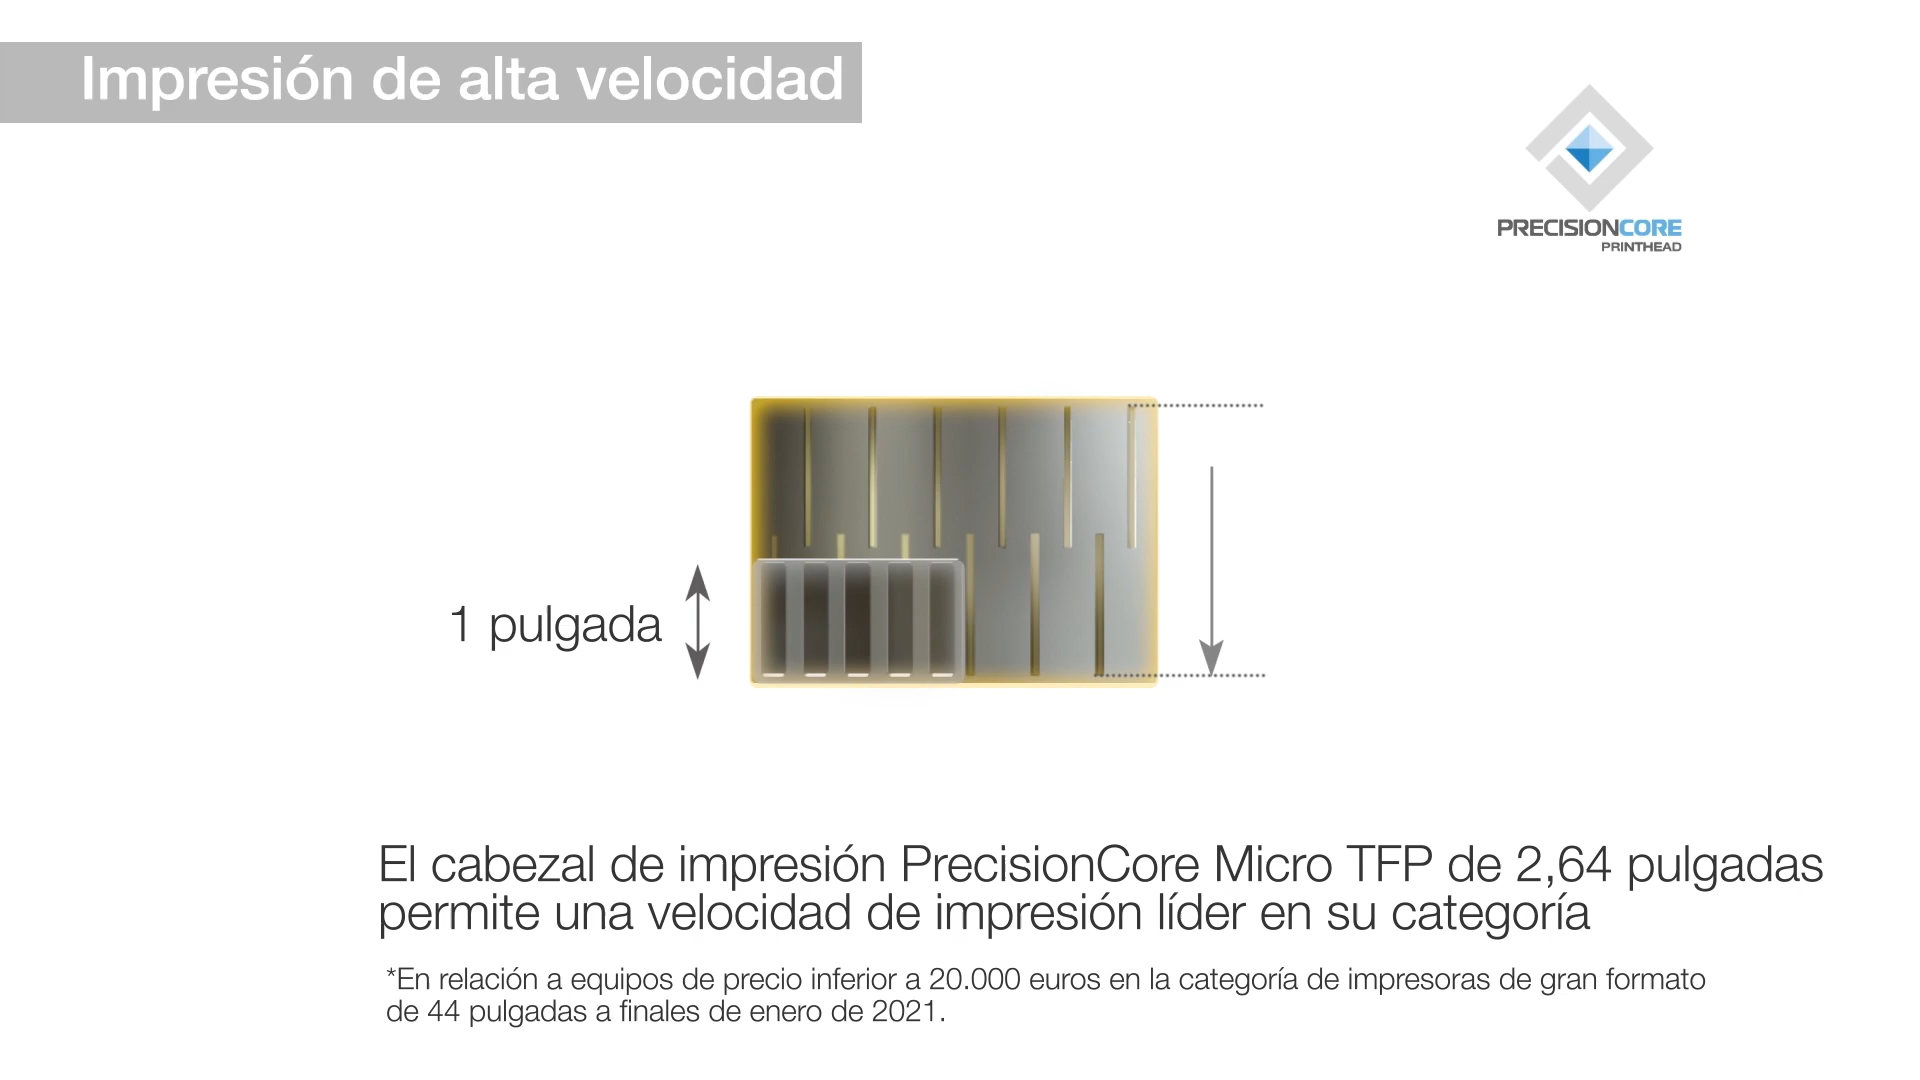 Impresión de alta velocidad
PRECISIONCORE
PRINTHEAD
1 pulgada
El cabezal de impresión PrecisionCore Micro TFP de 2,64 pulgadas
permite una velocidad de impresión líder en su categoría
*En relación a equipos de precio inferior a 20.000 euros en la categoría de impresoras de gran formato
de 44 pulgadas a finales de enero de 2021.